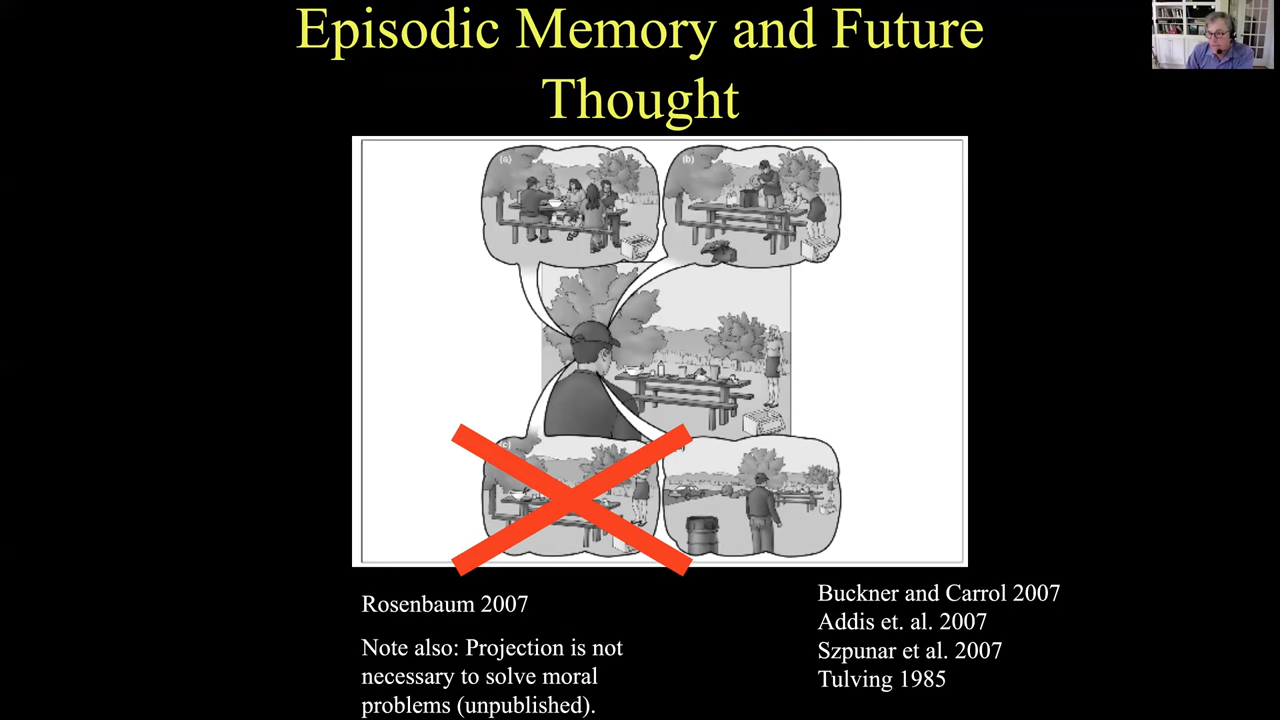 Episodic Memory and Future
Thought
(a)
(b)
(c)
Rosenbaum 2007
Note also: Projection is not
necessary to solve moral
problems (unpublished).
Buckner and Carrol 2007
Addis et. al. 2007
Szpunar et al. 2007
Tulving 1985